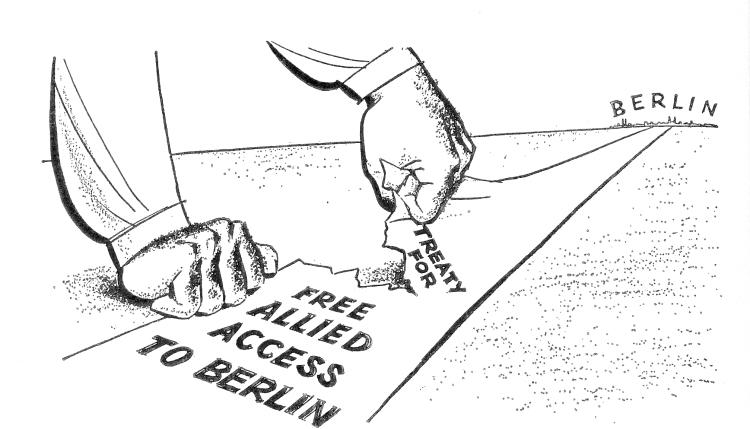 BERLIN
TREATY
FOR
FREE
ALLIED
ACCESS
TO BERLIN